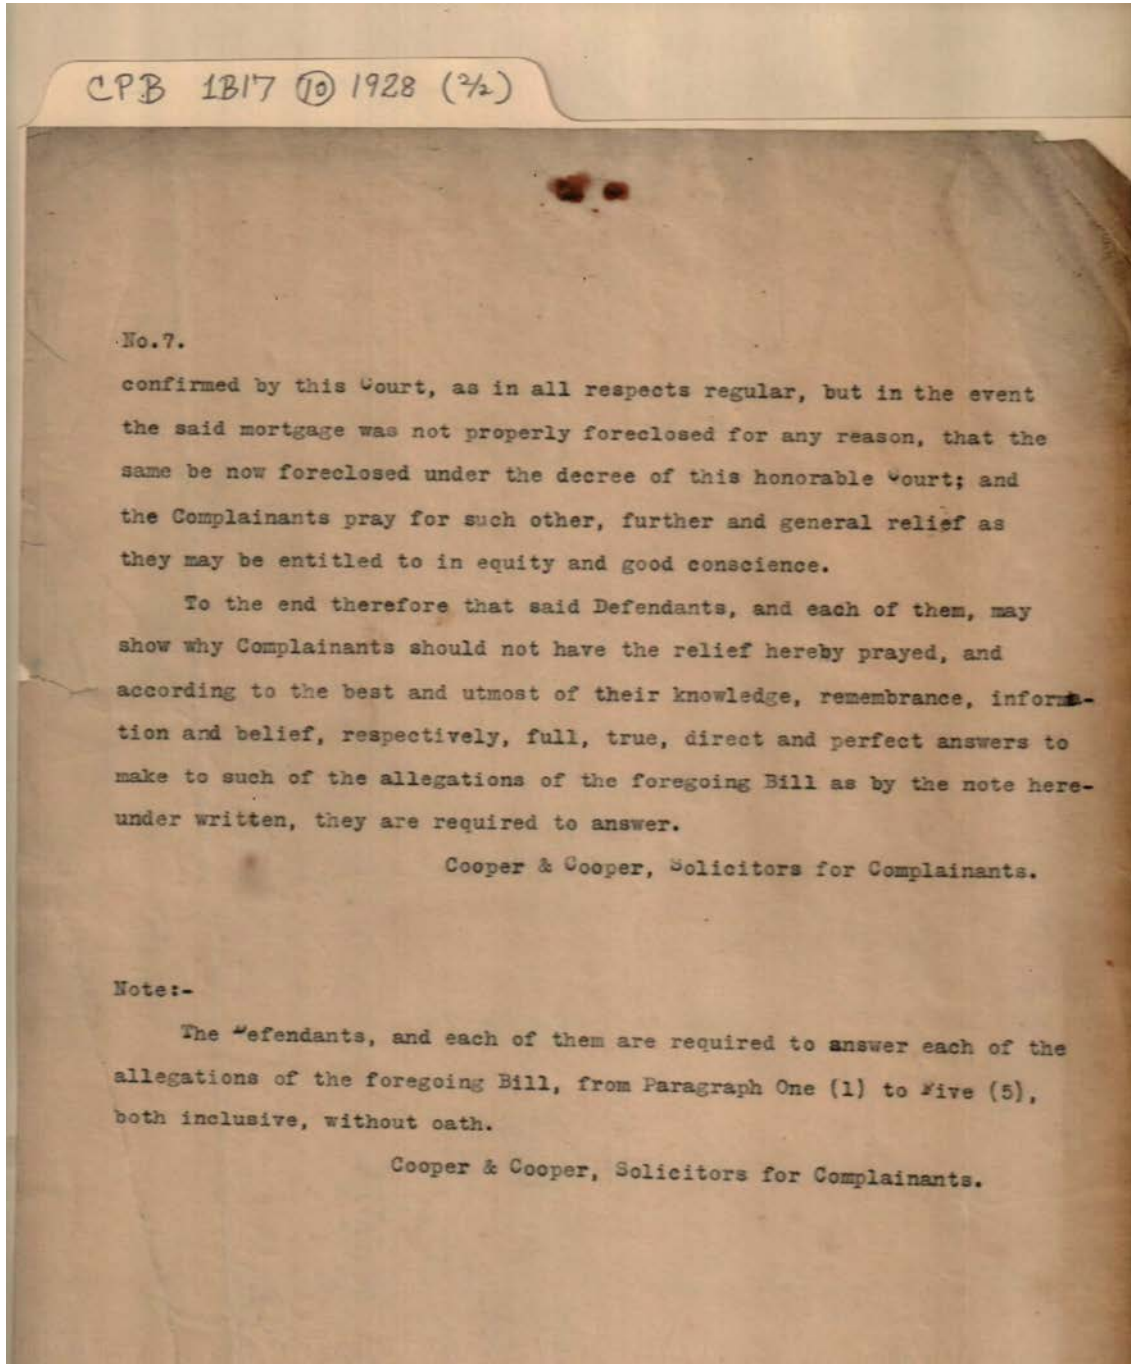 CPB 1B17 ⑩ 1928 (2/2)
No.7.
confirmed by this Court, as in all respects regular, but in the event
the said mortgage was not properly foreclosed for any reason, that the
same be now foreclosed under the decree of this honorable Court; and
the Complainants pray for such other, further and general relief as
they may be entitled to in equity and good conscience.
To the end therefore that said Defendants, and each of them, may
show why Complainants should not have the relief hereby prayed, and
according to the best and utmost of their knowledge, remembrance, informa-
tion and belief, respectively, full, true, direct and perfect answers to
make to such of the allegations of the foregoing Bill as by the note here-
under written, they are required to answer.
Cooper & Cooper, Solicitors for Complainants.
Note:-
The Defendants, and each of them are required to answer each of the
allegations of the foregoing Bill, from Paragraph One (1) to Five (5),
both inclusive, without oath.
Cooper & Cooper, Solicitors for Complainants.